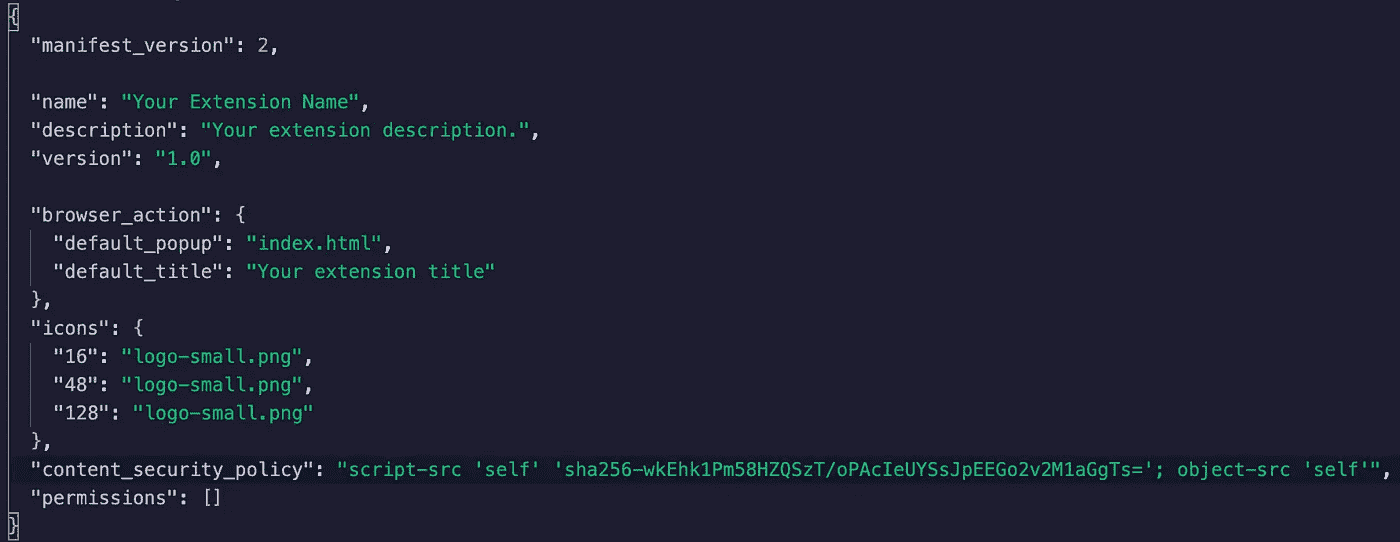 {
"manifest_version": 2,
"name": "Your Extension Name",
"description": "Your extension description.",
"version": "1.0",
"browser_action": {
"default_popup": "index.html",
"default_title": "Your extension title"
},
"icons": {
"16": "logo-small.png",
"48": "logo-small.png",
"128": "logo-small.png"
},
"content_security_policy": "script-src 'self' 'sha256-wkEhk1Pm58HZQSzT/oPAcIeUYSsJpEEGo2v2M1aGgTs='; object-src 'self'",
"permissions": []
}